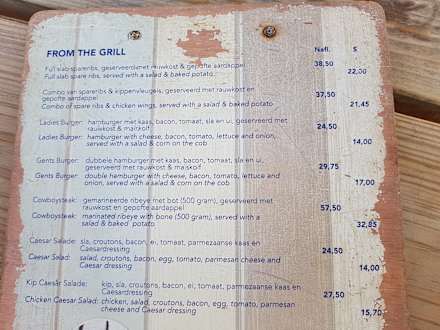 FROM THE GRILL
Nafl. $
Full slab spareribs, geserveerd met rauwkost & gepofte aardappel 38,50
Full slab spare ribs, served with a salad & baked potato 22,00
Combo van spareribs & kippenvleugels, geserveerd met rauwkost en
gepofte aardappel 37,50
Combo of spare ribs & chicken wings, served with a salad & baked potato 21,45
Ladies Burger: hamburger met kaas, bacon, tomaat, sla en ui, geserveerd met
rauwkost & maiskolf 24,50
Ladies Burger: hamburger with cheese, bacon, tomato, lettuce and onion,
served with a salad & corn on the cob 14,00
Gents Burger: dubbele hamburger met kaas, bacon, tomaat, sla en ui,
geserveerd met rauwkost & maiskolf 29,75
Gents Burger: double hamburger with cheese, bacon, tomato, lettuce and
onion, served with a salad & corn on the cob 17,00
Cowboysteak: gemarineerde ribeye met bot (500 gram), geserveerd met
rauwkost en gepofte aardappel 57,50
Cowboysteak: marinated ribeye with bone (500 gram), served with a
salad & baked potato 32,85
Caesar Salade: sla, croutons, bacon, ei, tomaat, parmezaanse kaas en
Caesardressing 24,50
Caesar Salad: salad, croutons, bacon, egg, tomato, parmesan cheese and
Caesar dressing 14,00
Kip Caesar Salade: kip, sla, croutons, bacon, ei, tomaat, parmezaanse kaas en
Caesardressing 27,50
Chicken Caesar Salad: chicken, salad, croutons, bacon, egg, tomato, parmesan
cheese and Caesar dressing 15,70